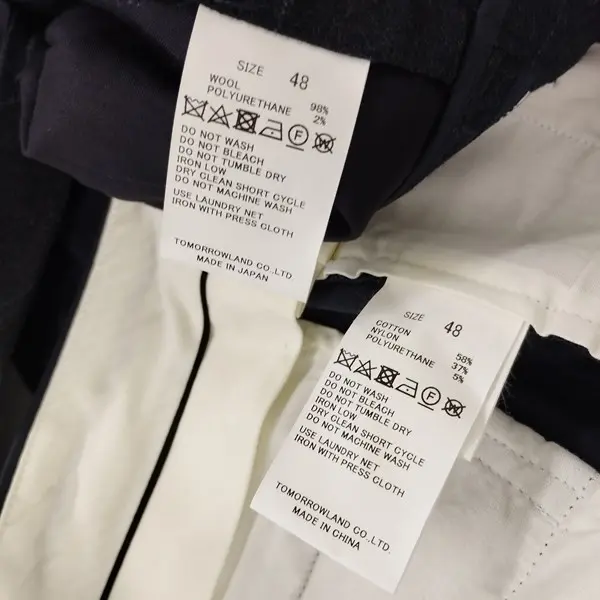 SIZE 48
WOOL 98%
POLYURETHANE 2%
DO NOT WASH
DO NOT BLEACH
DO NOT TUMBLE DRY
IRON LOW
DRY CLEAN SHORT CYCLE
DO NOT MACHINE WASH
USE LAUNDRY NET
IRON WITH PRESS CLOTH
TOMORROWLAND CO.,LTD.
MADE IN JAPAN
SIZE 48
COTTON 58%
NYLON 37%
POLYURETHANE 5%
DO NOT WASH
DO NOT BLEACH
DO NOT TUMBLE DRY
IRON LOW
DRY CLEAN SHORT CYCLE
DO NOT MACHINE WASH
USE LAUNDRY NET
IRON WITH PRESS CLOTH
TOMORROWLAND CO.,LTD.
MADE IN CHINA